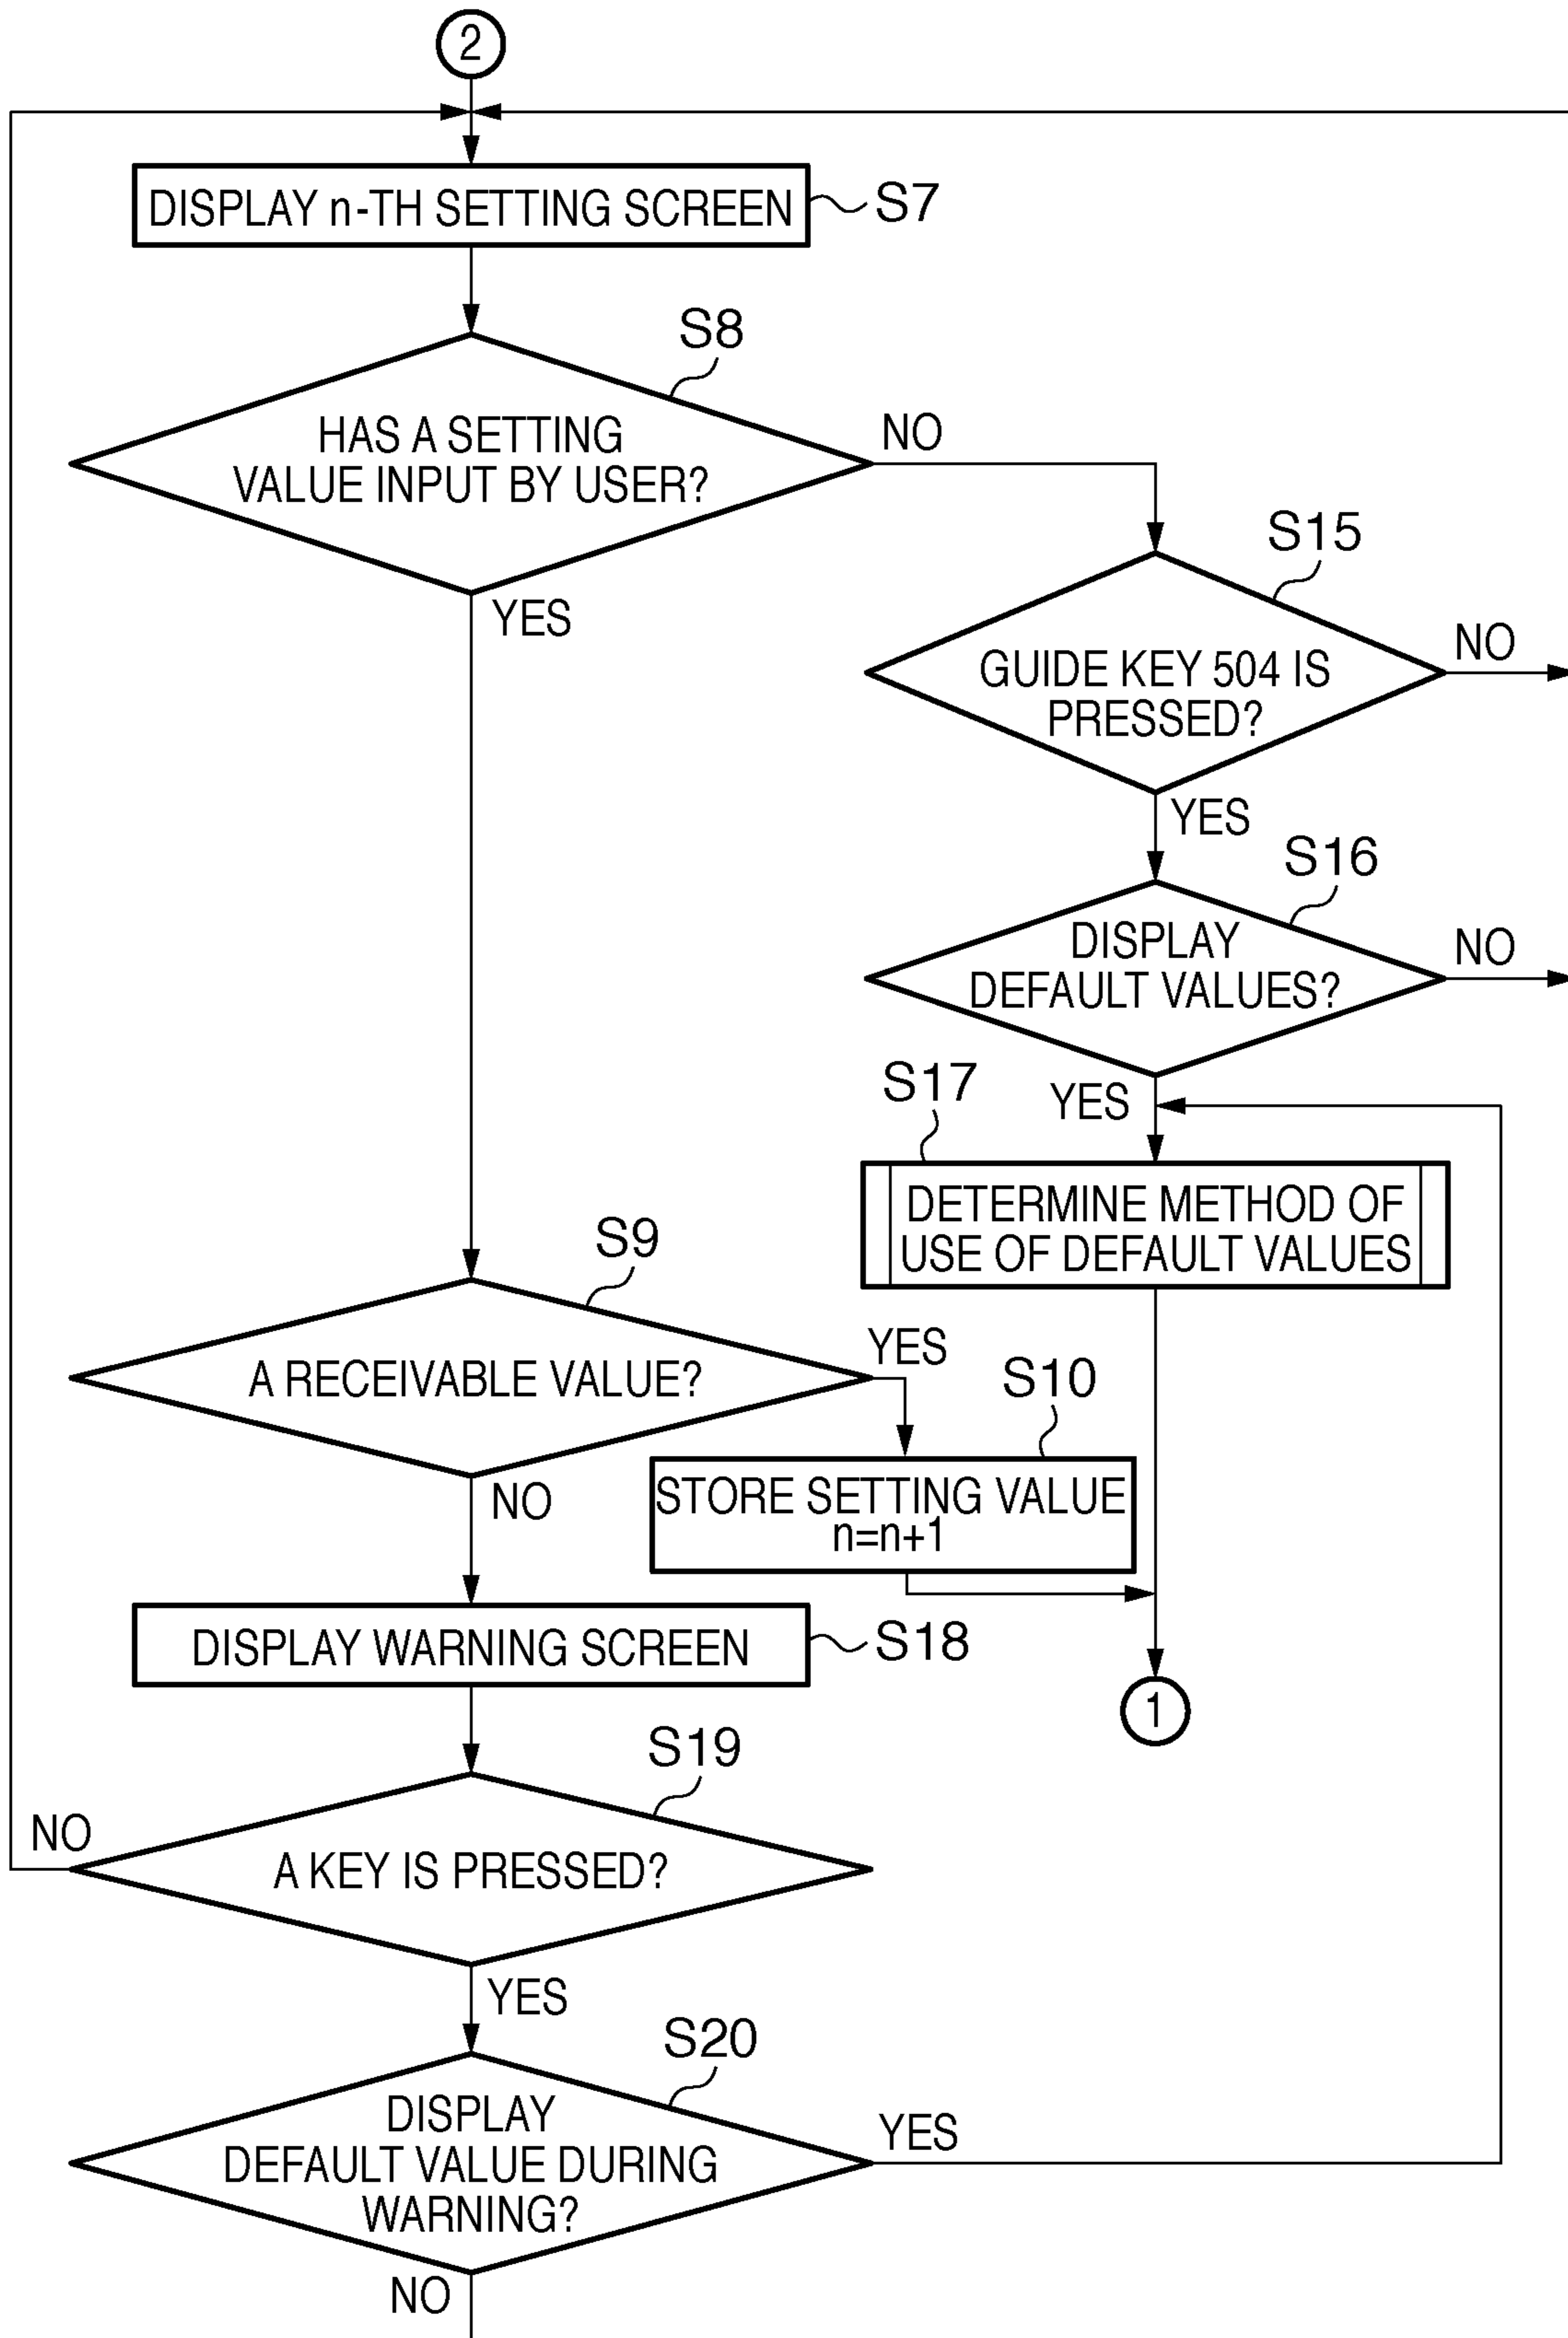 2
DISPLAY n-TH SETTING SCREEN
S7
S8
HAS A SETTING
VALUE INPUT BY USER?
NO
YES
S15
GUIDE KEY 504 IS
PRESSED?
NO
YES
S16
DISPLAY
DEFAULT VALUES?
NO
YES
S17
DETERMINE METHOD OF
USE OF DEFAULT VALUES
S9
A RECEIVABLE VALUE?
YES
NO
S10
STORE SETTING VALUE
n=n+1
DISPLAY WARNING SCREEN
S18
1
S19
A KEY IS PRESSED?
NO
YES
S20
DISPLAY
DEFAULT VALUE DURING
WARNING?
YES
NO